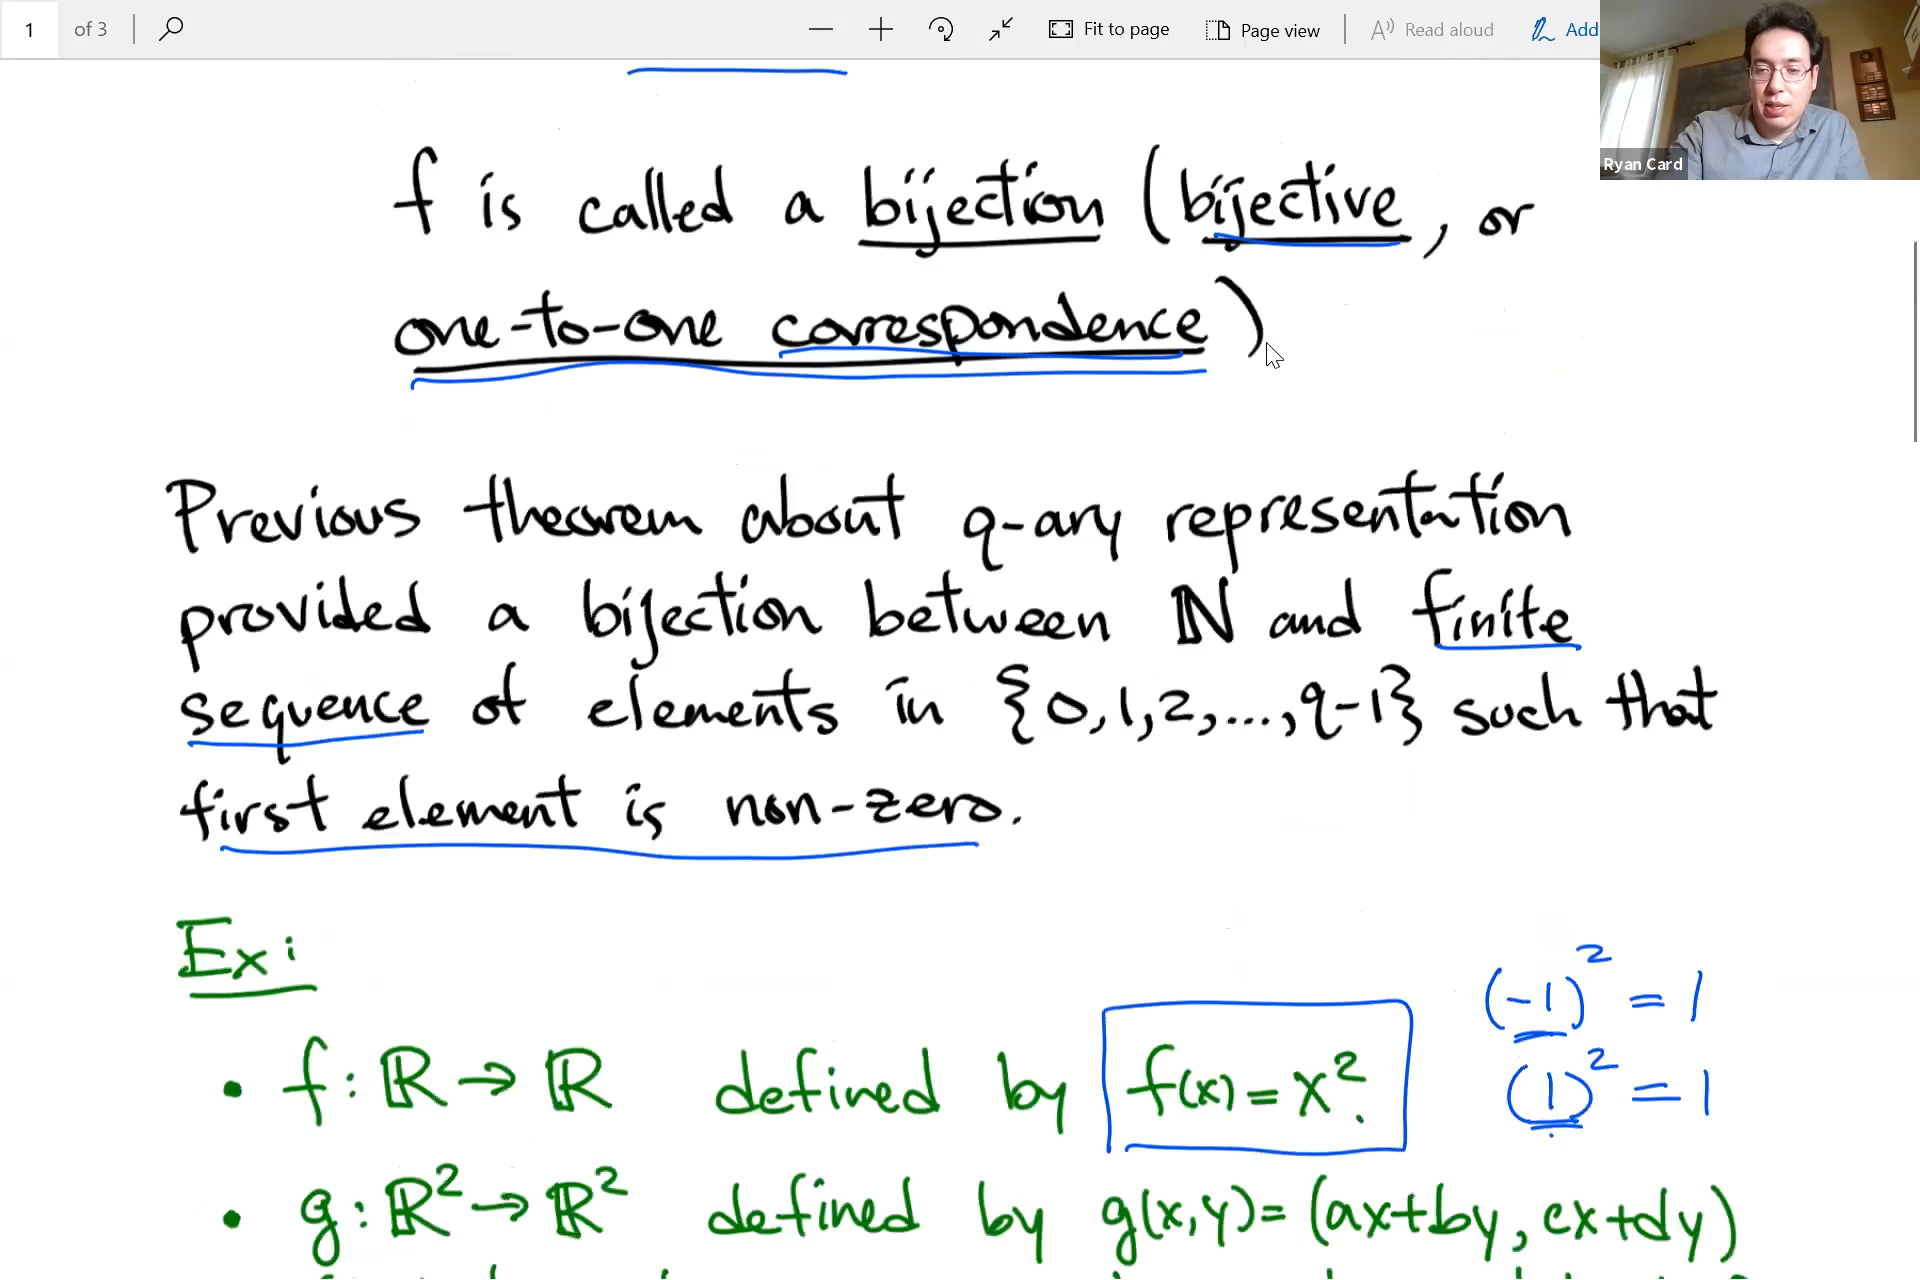 1 of 3 Fit to page Page view Read aloud Add
Ryan Card
f is called a bijection (bijective, or
one-to-one correspondence)
Previous theorem about q-ary representation
provided a bijection between ℕ and finite
sequence of elements in {0,1,2,...,q-1} such that
first element is non-zero.
Ex:
(-1)² = 1
• f: ℝ → ℝ defined by f(x) = x².
(1)² = 1
• g: ℝ² → ℝ² defined by g(x,y) = (ax+by, cx+dy)